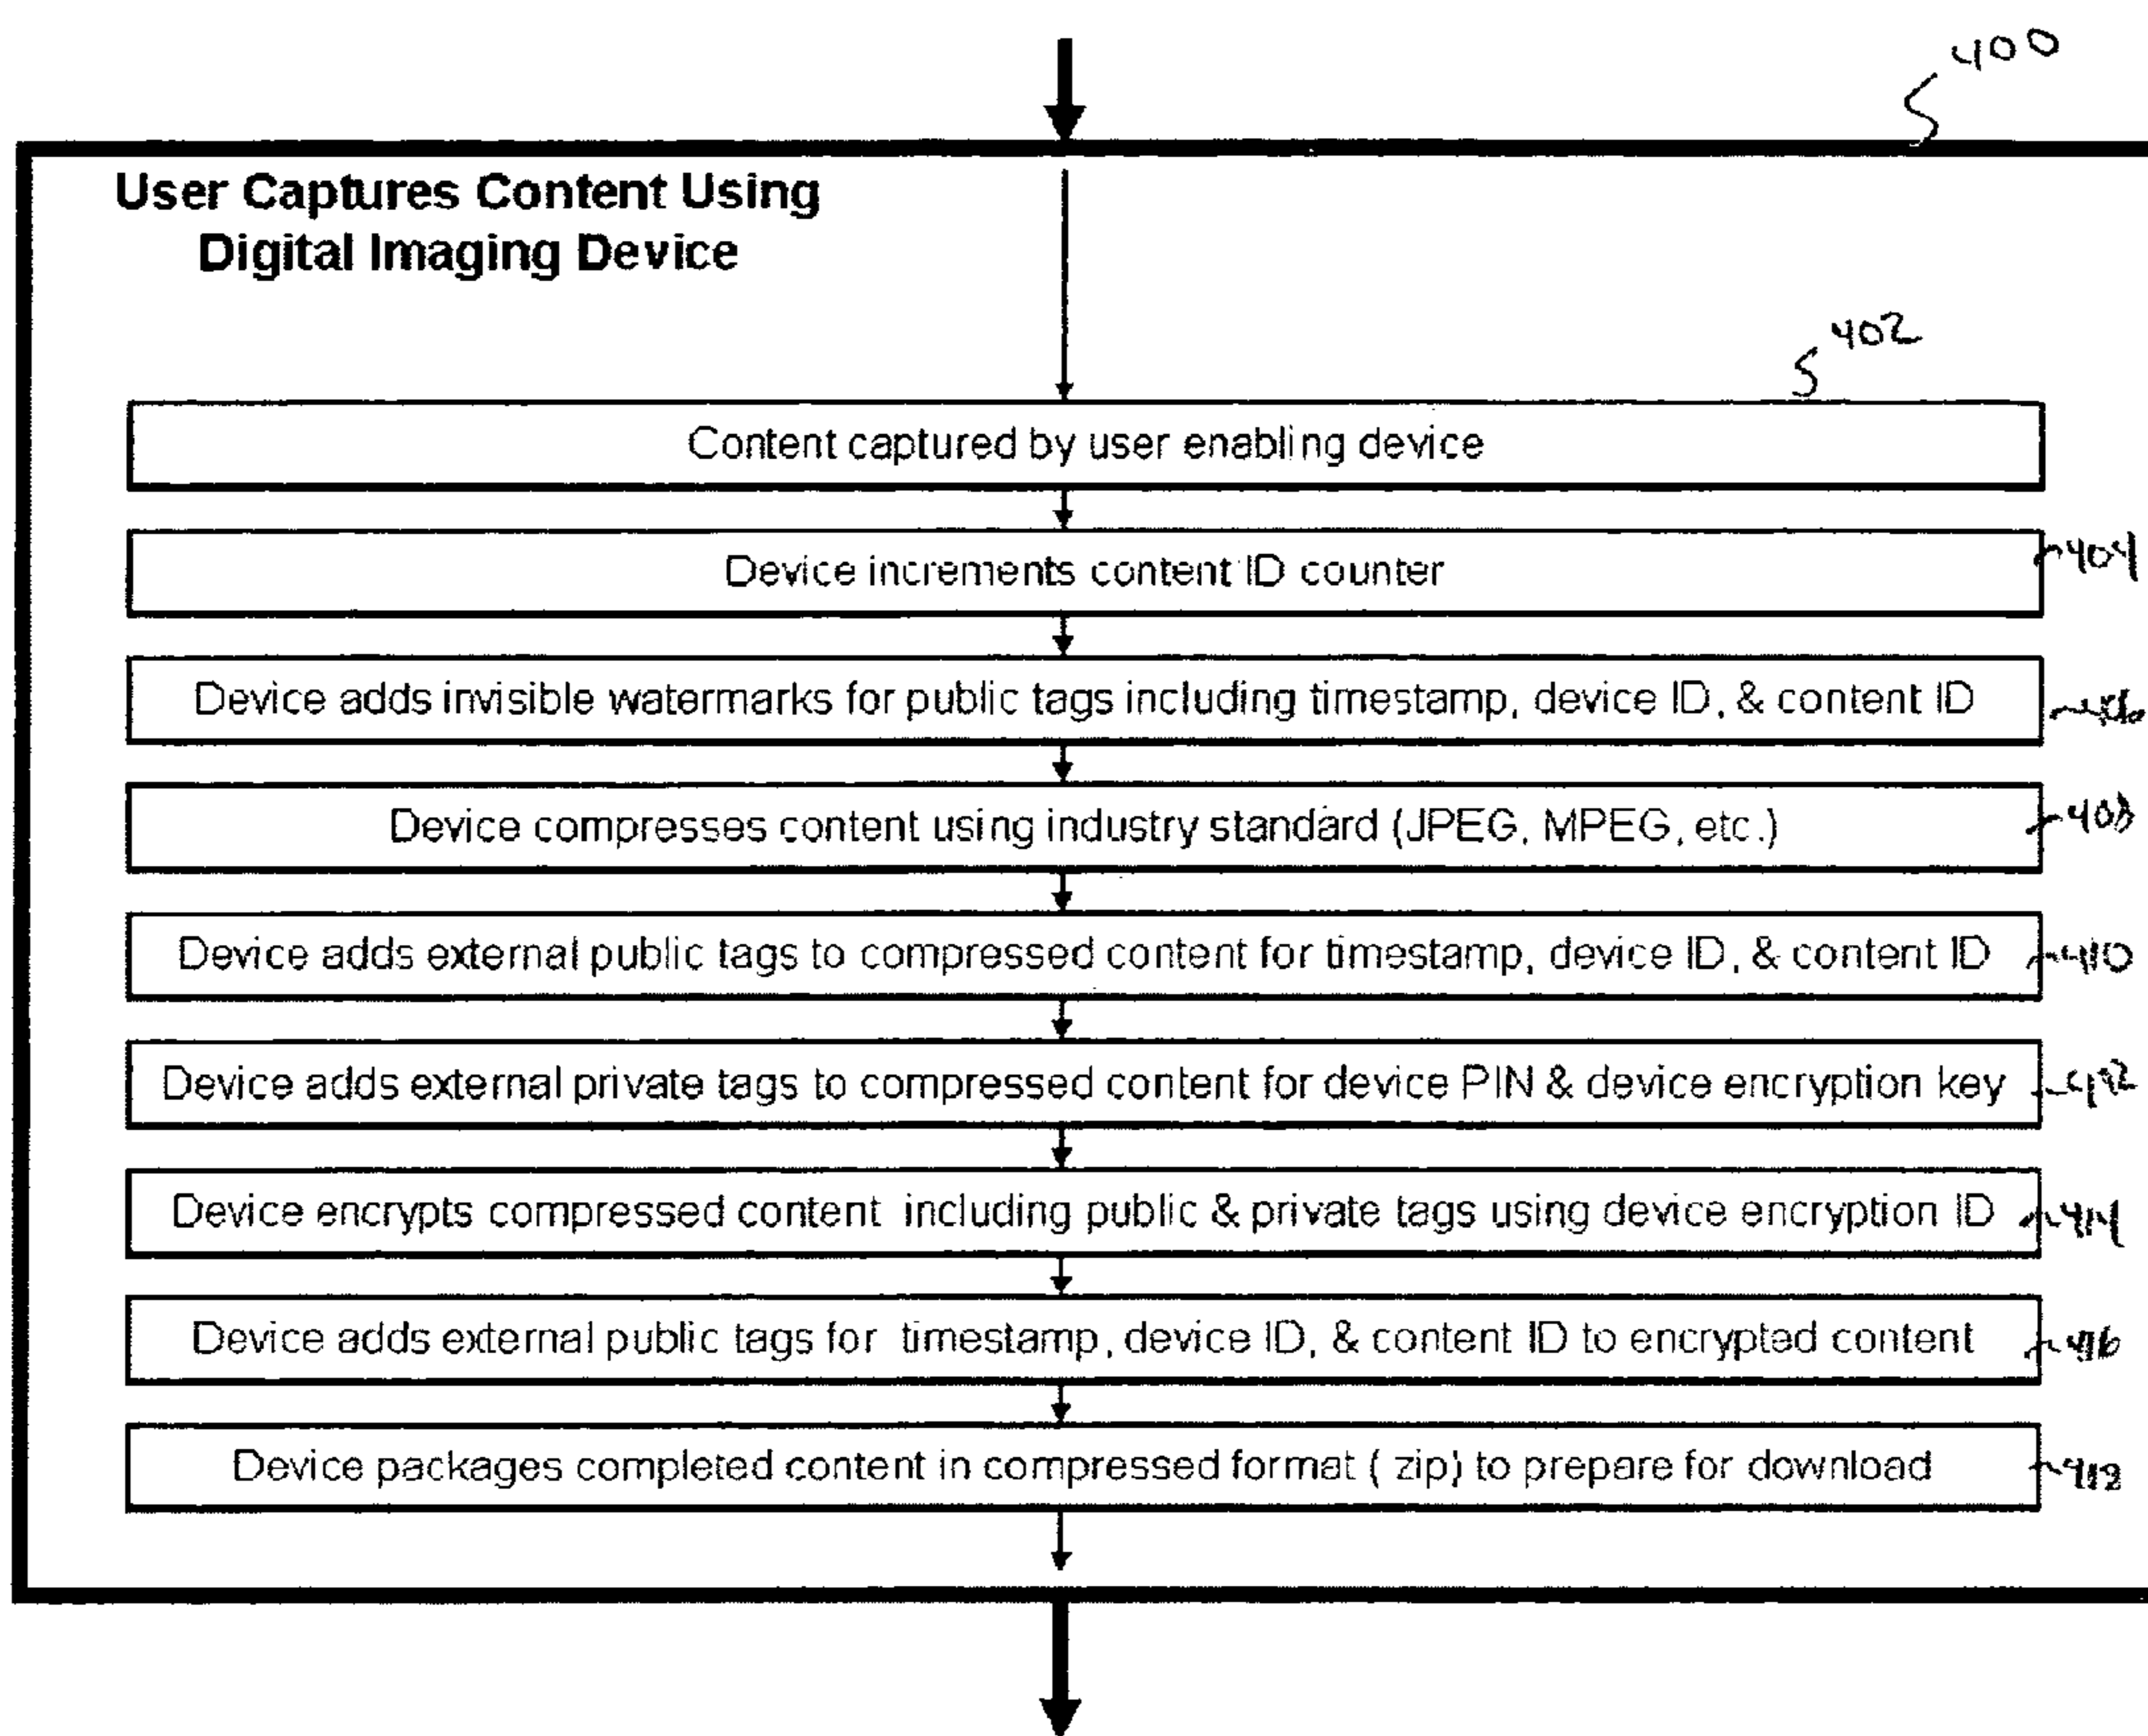 400
User Captures Content Using
Digital Imaging Device
402
Content captured by user enabling device
Device increments content ID counter
404
Device adds invisible watermarks for public tags including timestamp, device ID, & content ID
Device compresses content using industry standard (JPEG, MPEG, etc.)
408
Device adds external public tags to compressed content for timestamp, device ID, & content ID
410
Device adds external private tags to compressed content for device PIN & device encryption key
412
Device encrypts compressed content including public & private tags using device encryption ID
414
Device adds external public tags for timestamp, device ID, & content ID to encrypted content
416
Device packages completed content in compressed format ( zip) to prepare for download
418